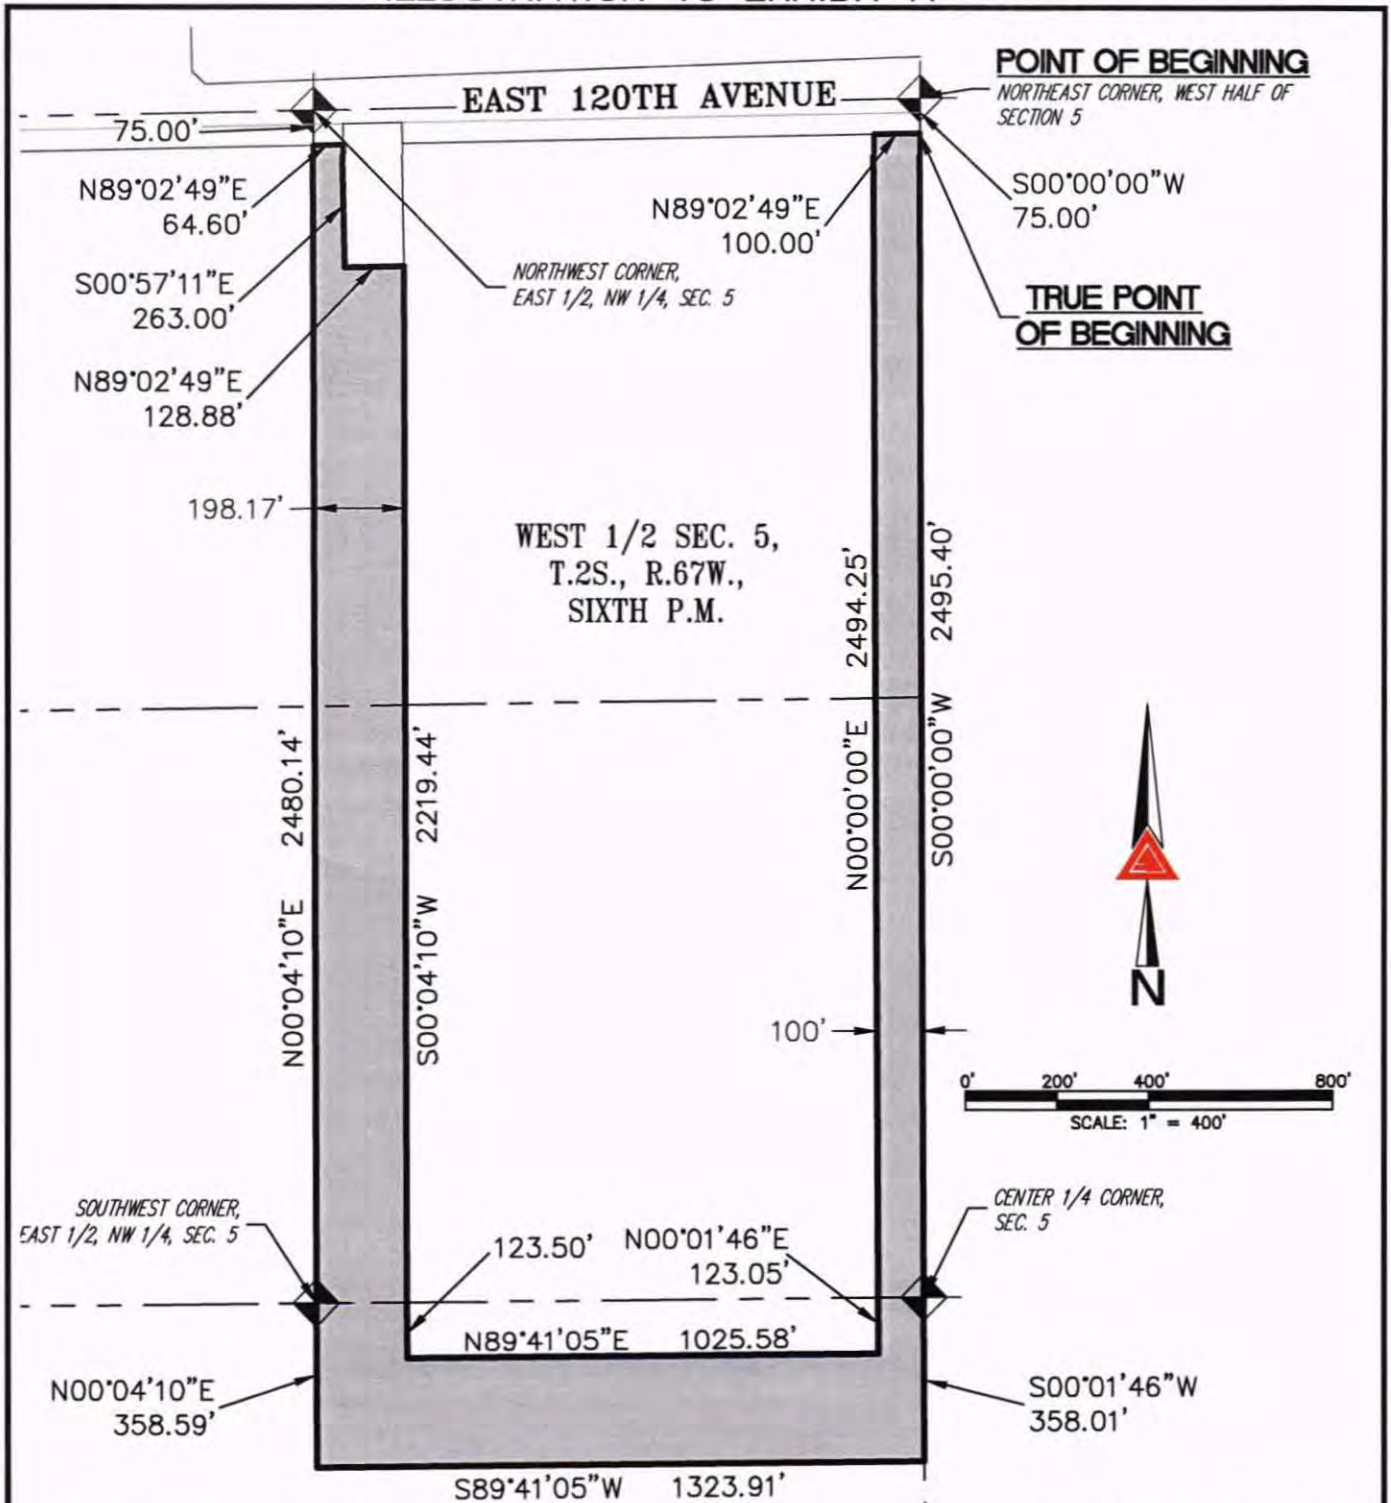 POINT OF BEGINNING
NORTHEAST CORNER, WEST HALF OF
SECTION 5
EAST 120TH AVENUE
75.00'
N89°02'49"E
64.60'
N89°02'49"E
100.00'
S00°00'00"W
75.00'
S00°57'11"E
263.00'
NORTHWEST CORNER,
EAST 1/2, NW 1/4, SEC. 5
TRUE POINT
OF BEGINNING
N89°02'49"E
128.88'
198.17'
WEST 1/2 SEC. 5,
T.2S., R.67W.,
SIXTH P.M.
N00°04'10"E 2480.14'
S00°04'10"W 2219.44'
N00°00'00"E 2494.25'
S00°00'00"W 2495.40'
N
100'
0' 200' 400' 800'
SCALE: 1" = 400'
SOUTHWEST CORNER,
EAST 1/2, NW 1/4, SEC. 5
CENTER 1/4 CORNER,
SEC. 5
123.50'
N00°01'46"E
123.05'
N89°41'05"E 1025.58'
N00°04'10"E
358.59'
S00°01'46"W
358.01'
S89°41'05"W 1323.91'